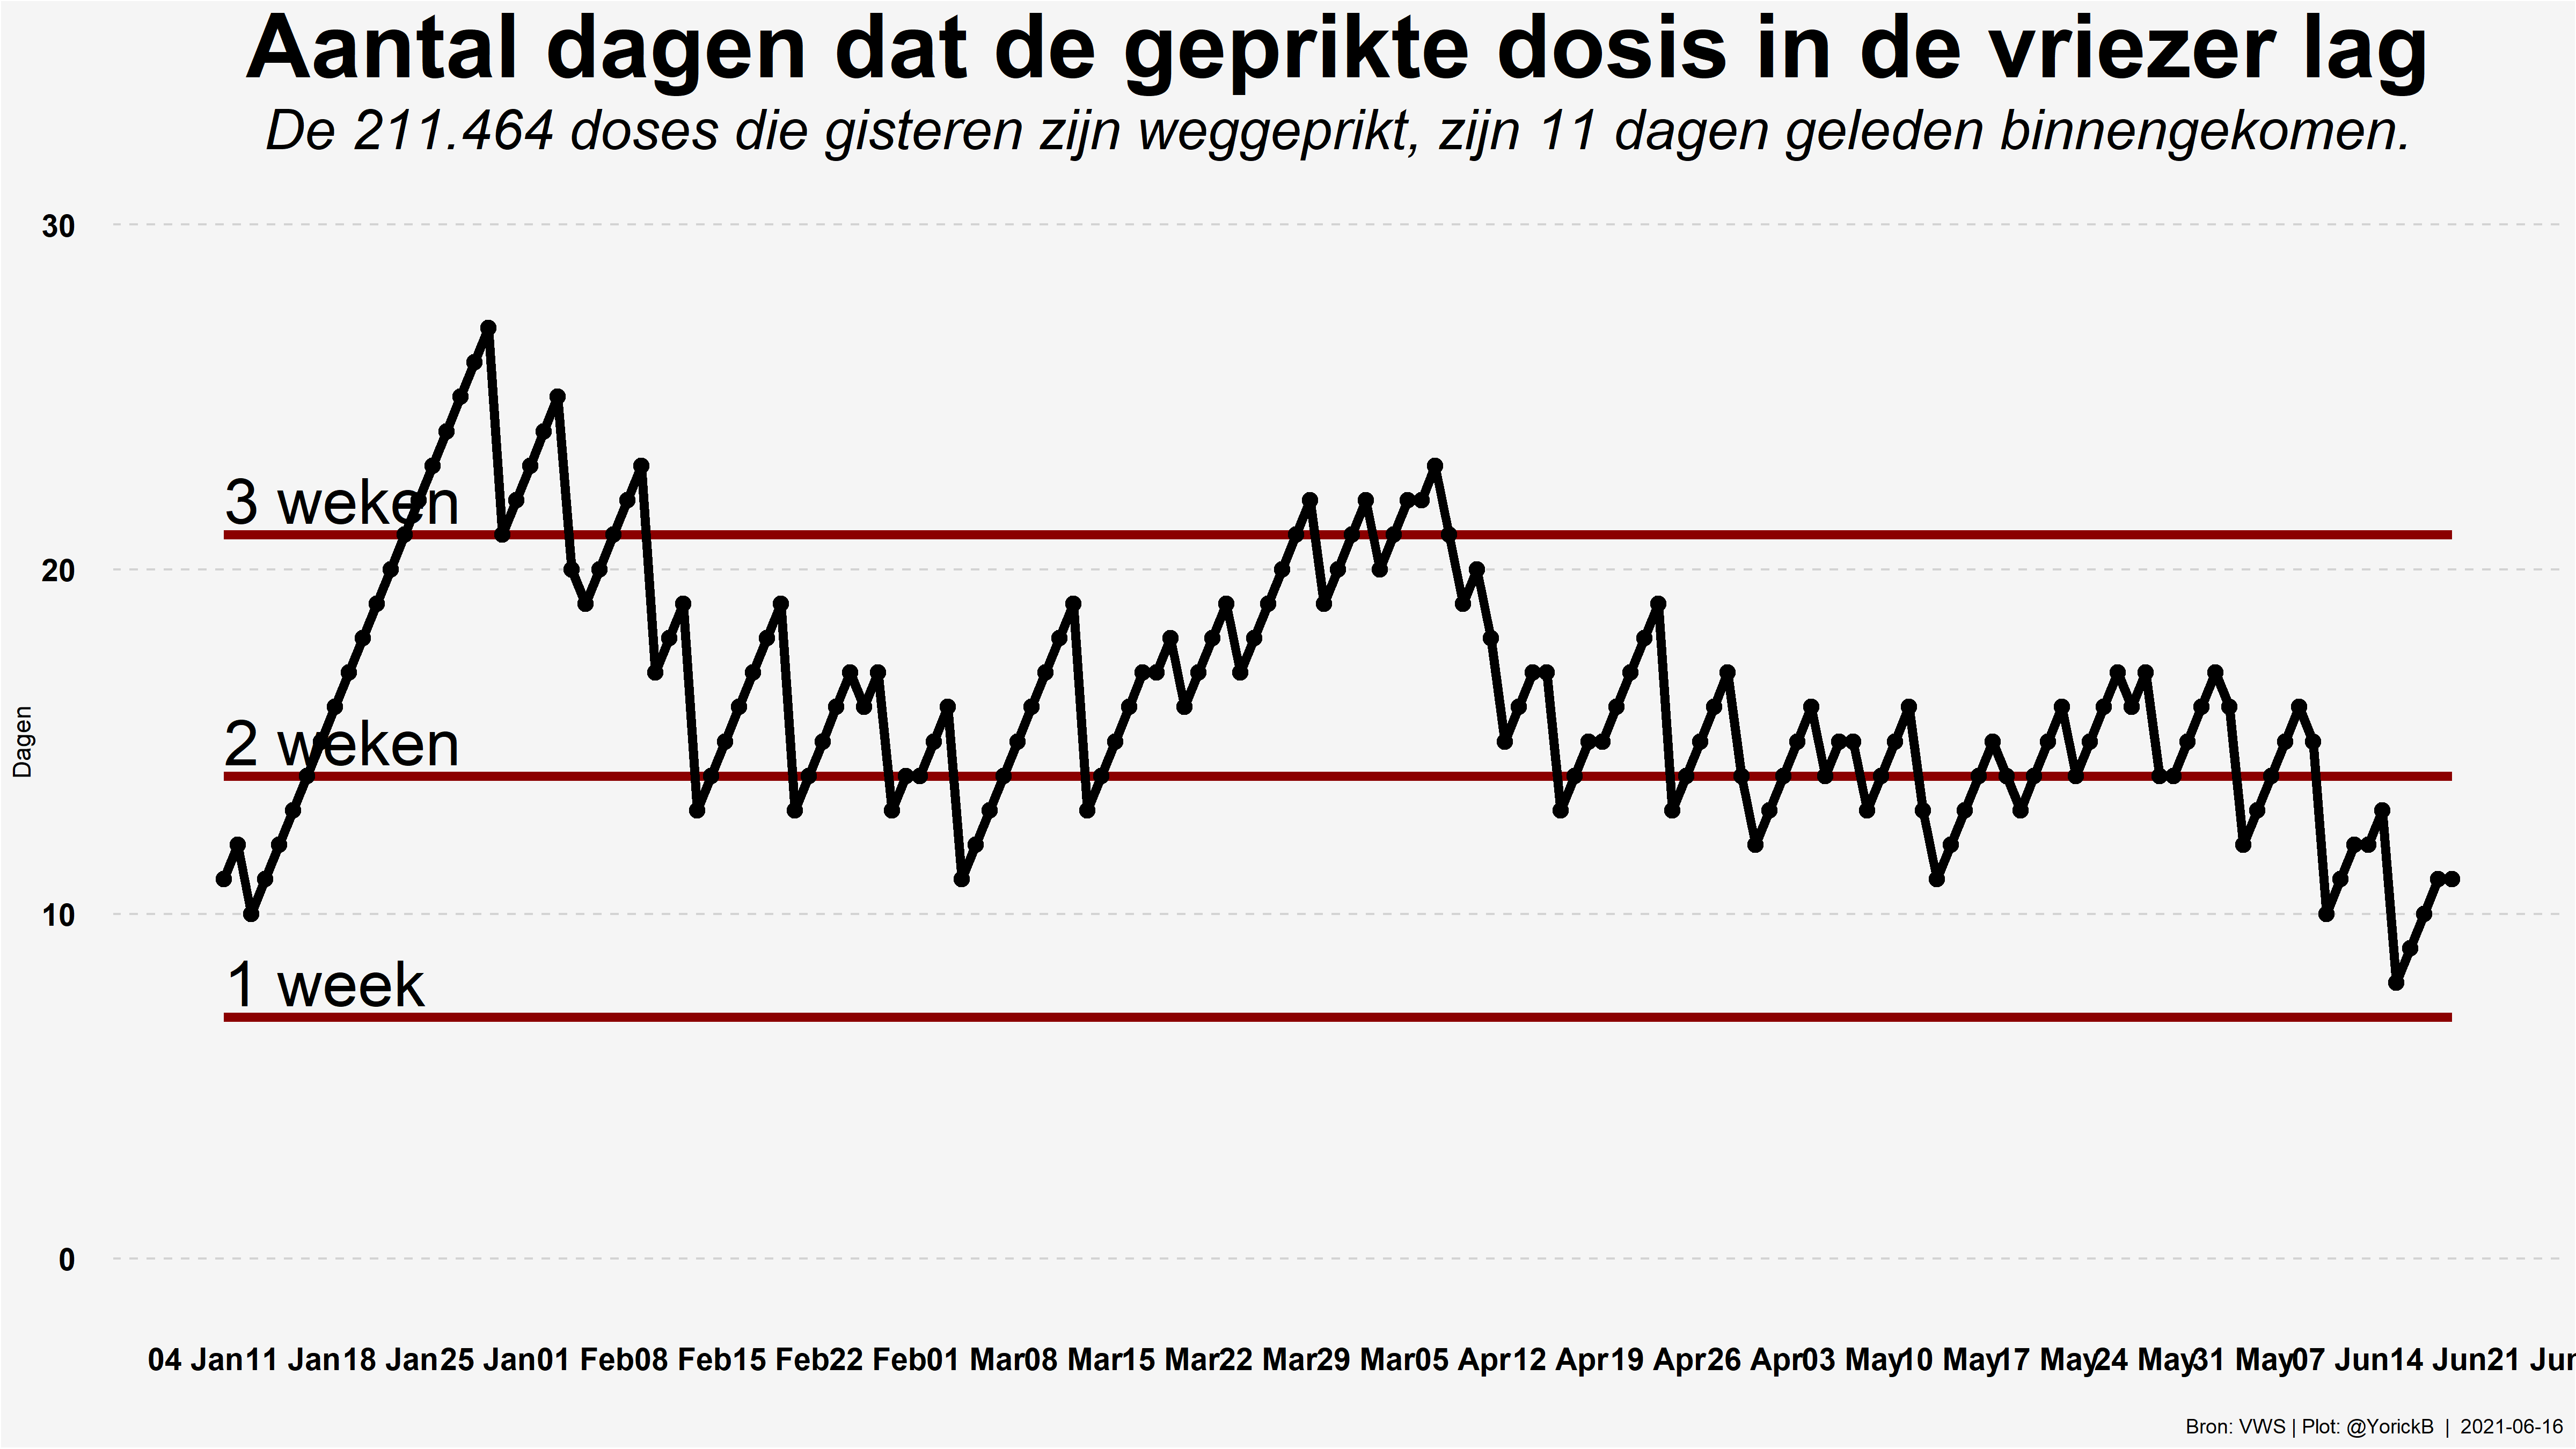 Aantal dagen dat de geprikte dosis in de vriezer lag
De 211.464 doses die gisteren zijn weggeprikt, zijn 11 dagen geleden binnengekomen.
30
3 weken
20
2 weken
Dagen
10
1 week
0
04 Jan 11 Jan 18 Jan 25 Jan 01 Feb 08 Feb 15 Feb 22 Feb 01 Mar 08 Mar 15 Mar 22 Mar 29 Mar 05 Apr 12 Apr 19 Apr 26 Apr 03 May 10 May 17 May 24 May 31 May 07 Jun 14 Jun 21 Jun
Bron: VWS | Plot: @YorickB | 2021-06-16